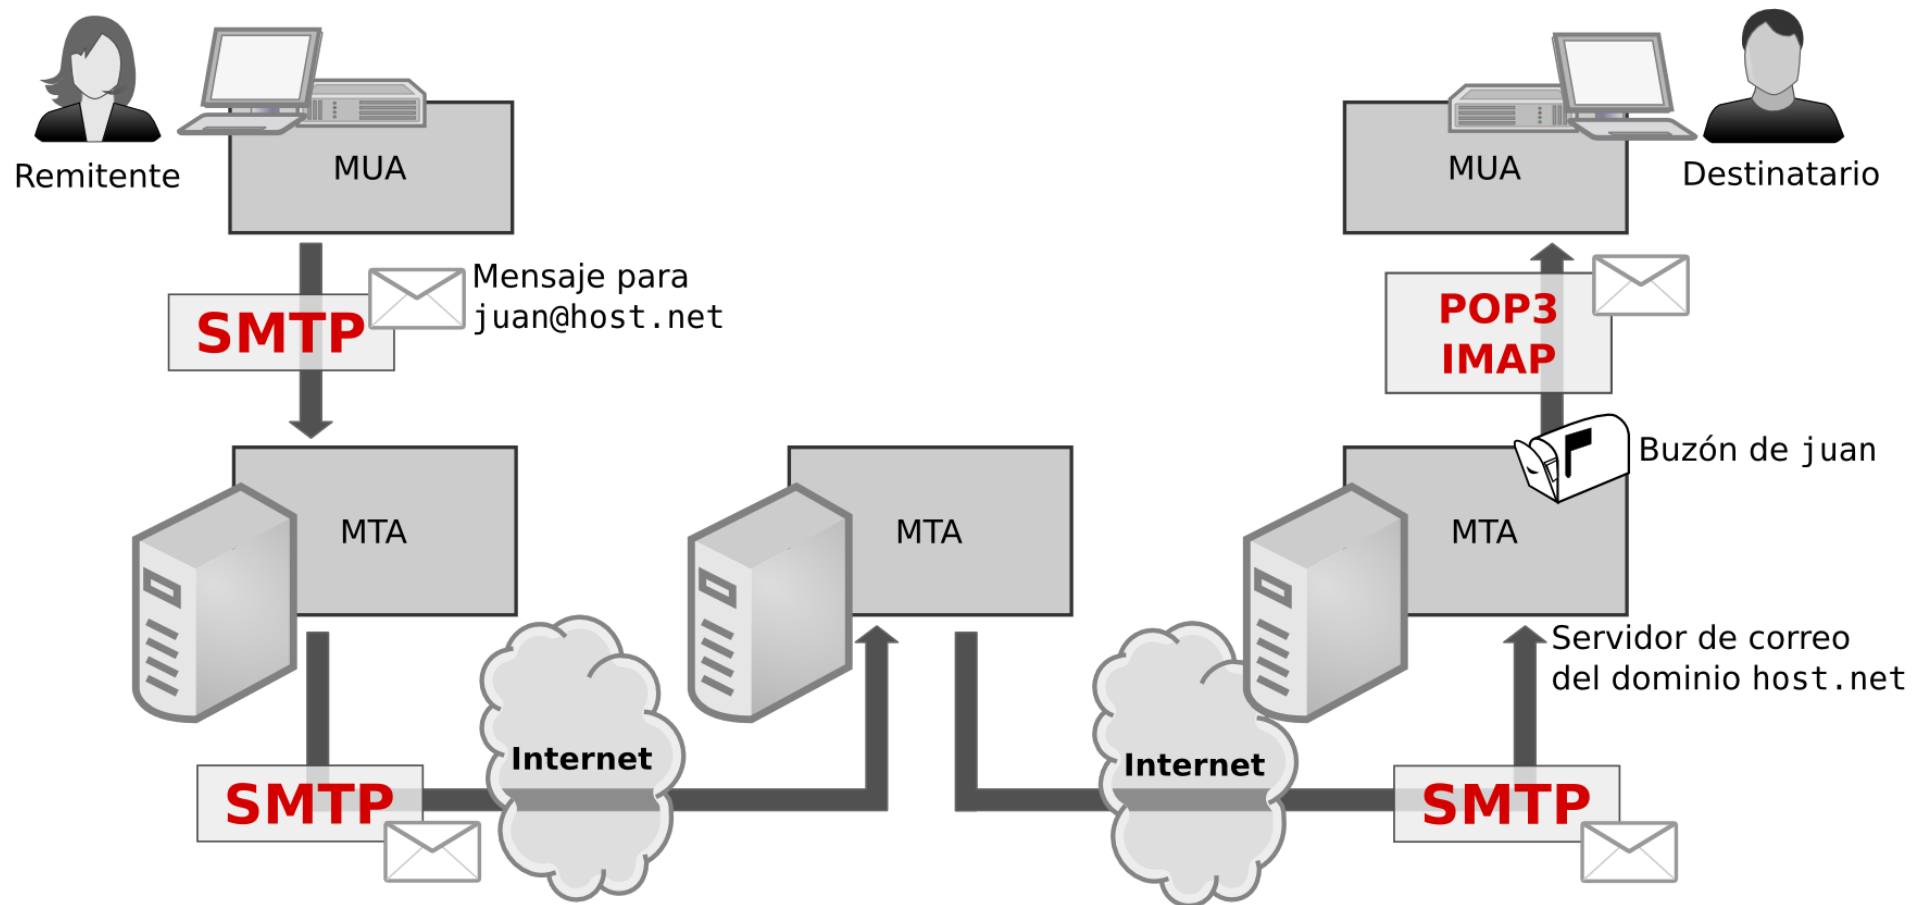 Remitente
MUA
MUA
Destinatario
Mensaje para
juan@host.net
SMTP
POP3
IMAP
Buzón de juan
MTA
MTA
MTA
Servidor de correo
del dominio host.net
Internet
Internet
SMTP
SMTP